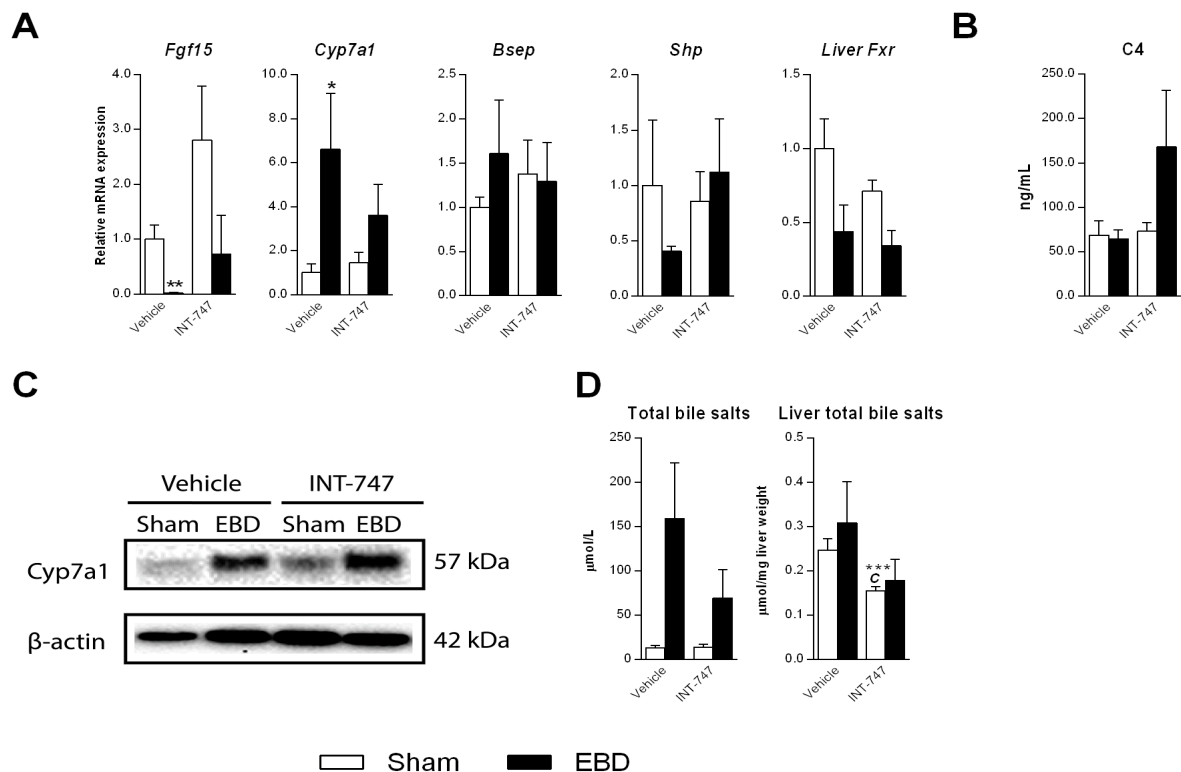 A
B
Fgf15
Cyp7a1
Bsep
Shp
Liver Fxr
C4
Relative mRNA expression
4.0
3.0
2.0
1.0
0.0
**
Vehicle
INT-747
10.0
8.0
6.0
4.0
2.0
0.0
*
Vehicle
INT-747
2.5
2.0
1.5
1.0
0.5
0.0
Vehicle
INT-747
2.0
1.5
1.0
0.5
0.0
Vehicle
INT-747
1.5
1.0
0.5
0.0
Vehicle
INT-747
ng/mL
250.0
200.0
150.0
100.0
50.0
0.0
Vehicle
INT-747
C
Vehicle INT-747
Sham EBD Sham EBD
Cyp7a1 57 kDa
β-actin 42 kDa
D
Total bile salts
μmol/L
250
200
150
100
50
0
Vehicle
INT-747
Liver total bile salts
μmol/mg liver weight
0.5
0.4
0.3
0.2
0.1
0.0
***
c
Vehicle
INT-747
Sham EBD